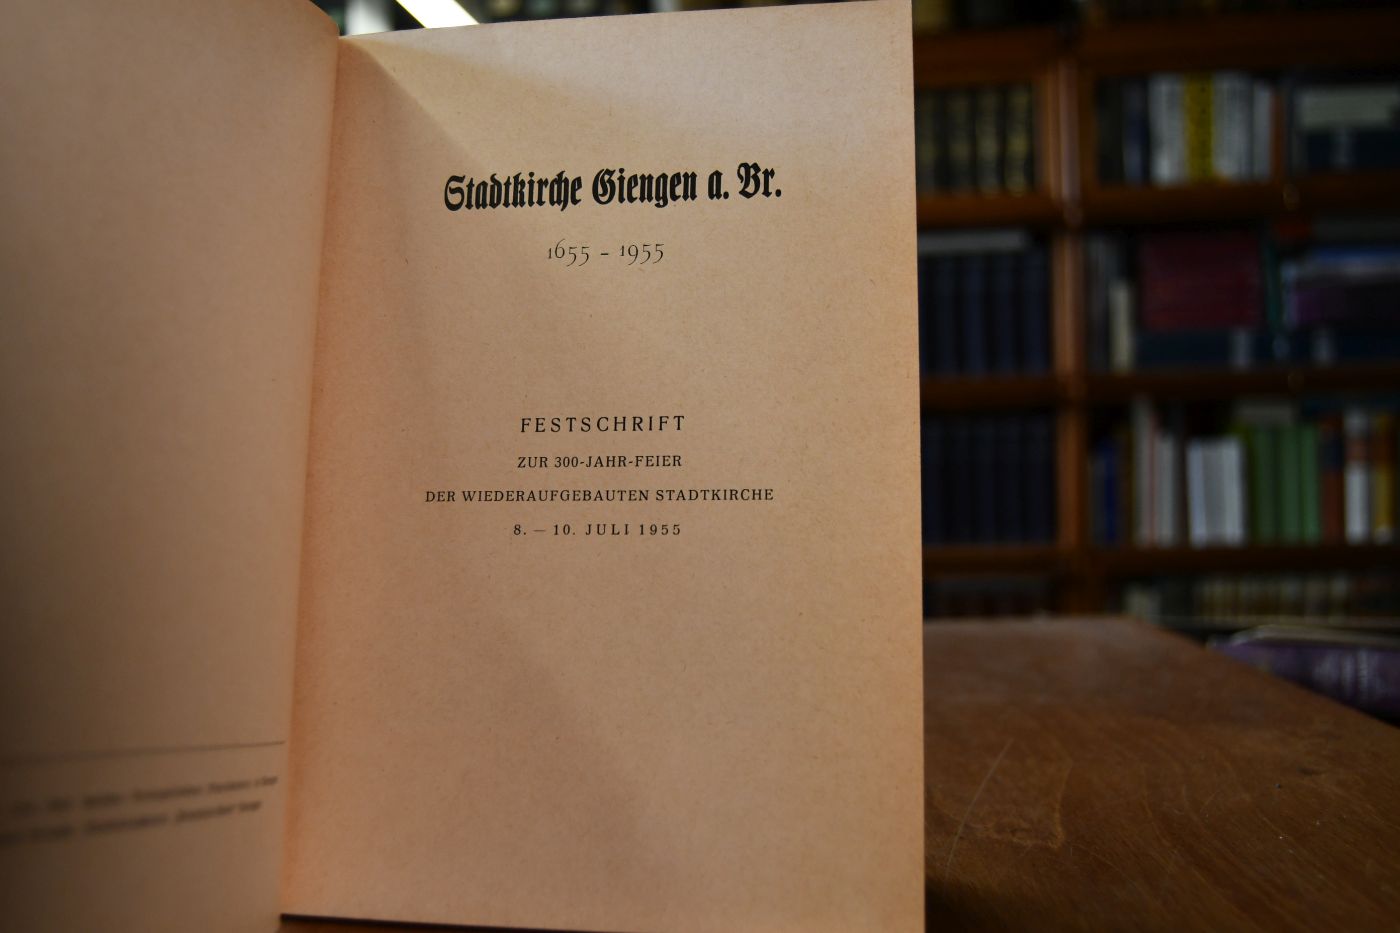 Stadtkirche Giengen a. Br.
1655 – 1955
FESTSCHRIFT
ZUR 300-JAHR-FEIER
DER WIEDERAUFGEBAUTEN STADTKIRCHE
8. — 10. JULI 1955